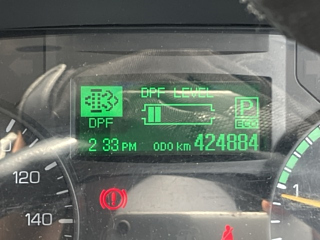 DPF LEVEL
P
DPF
ECO
2:33 PM ODO km 424884
120
140
1